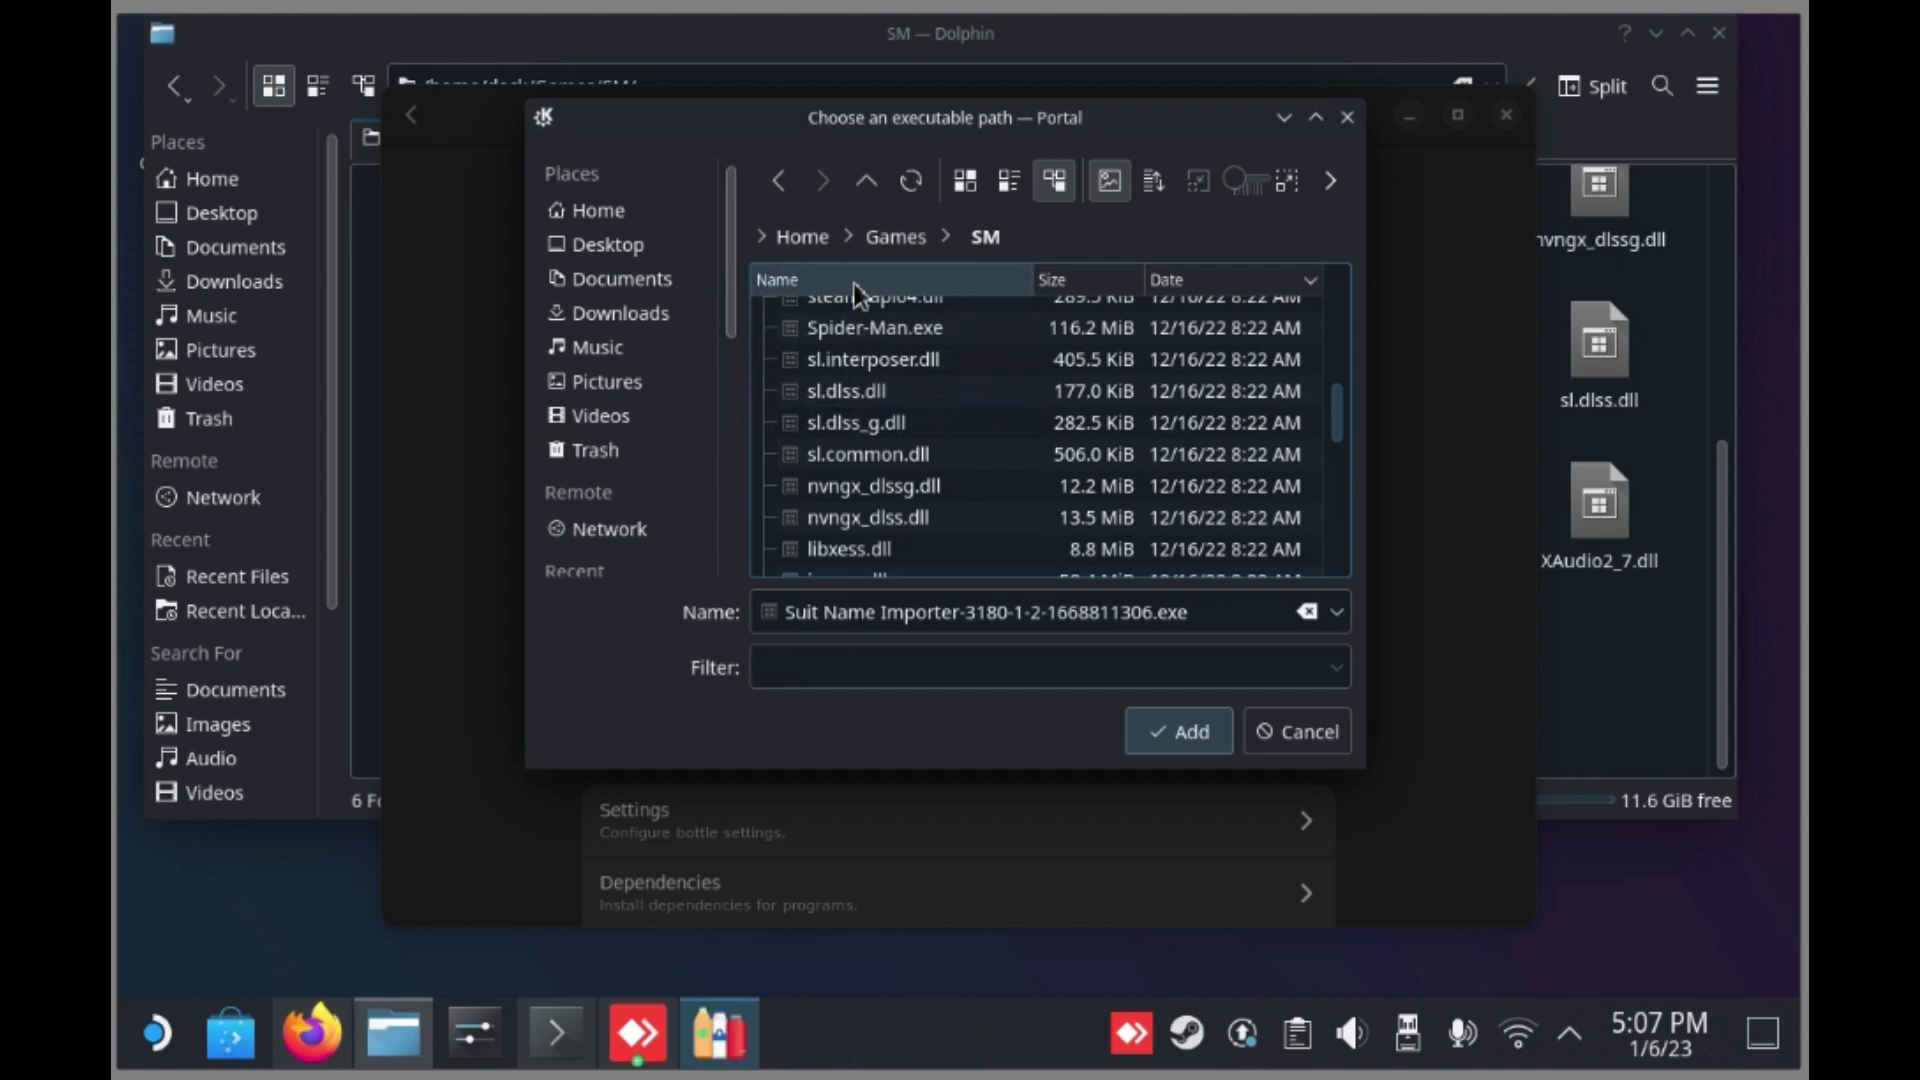 SM — Dolphin
Split
Places
Home
Desktop
Documents
Downloads
Music
Pictures
Videos
Trash
Remote
Network
Recent
Recent Files
Recent Loca...
Search For
Documents
Images
Audio
Videos
Choose an executable path — Portal
Places
Home
Desktop
Documents
Downloads
Music
Pictures
Videos
Trash
Remote
Network
Recent
Home > Games > SM
Name Size Date
12/16/22 8:22 AM
Spider-Man.exe 116.2 MiB 12/16/22 8:22 AM
sl.interposer.dll 405.5 KiB 12/16/22 8:22 AM
sl.dlss.dll 177.0 KiB 12/16/22 8:22 AM
sl.dlss_g.dll 282.5 KiB 12/16/22 8:22 AM
sl.common.dll 506.0 KiB 12/16/22 8:22 AM
nvngx_dlssg.dll 12.2 MiB 12/16/22 8:22 AM
nvngx_dlss.dll 13.5 MiB 12/16/22 8:22 AM
libxess.dll 8.8 MiB 12/16/22 8:22 AM
Name: Suit Name Importer-3180-1-2-1668811306.exe
Filter:
Add Cancel
nvngx_dlssg.dll
sl.dlss.dll
XAudio2_7.dll
11.6 GiB free
Settings
Configure bottle settings.
Dependencies
Install dependencies for programs.
5:07 PM
1/6/23